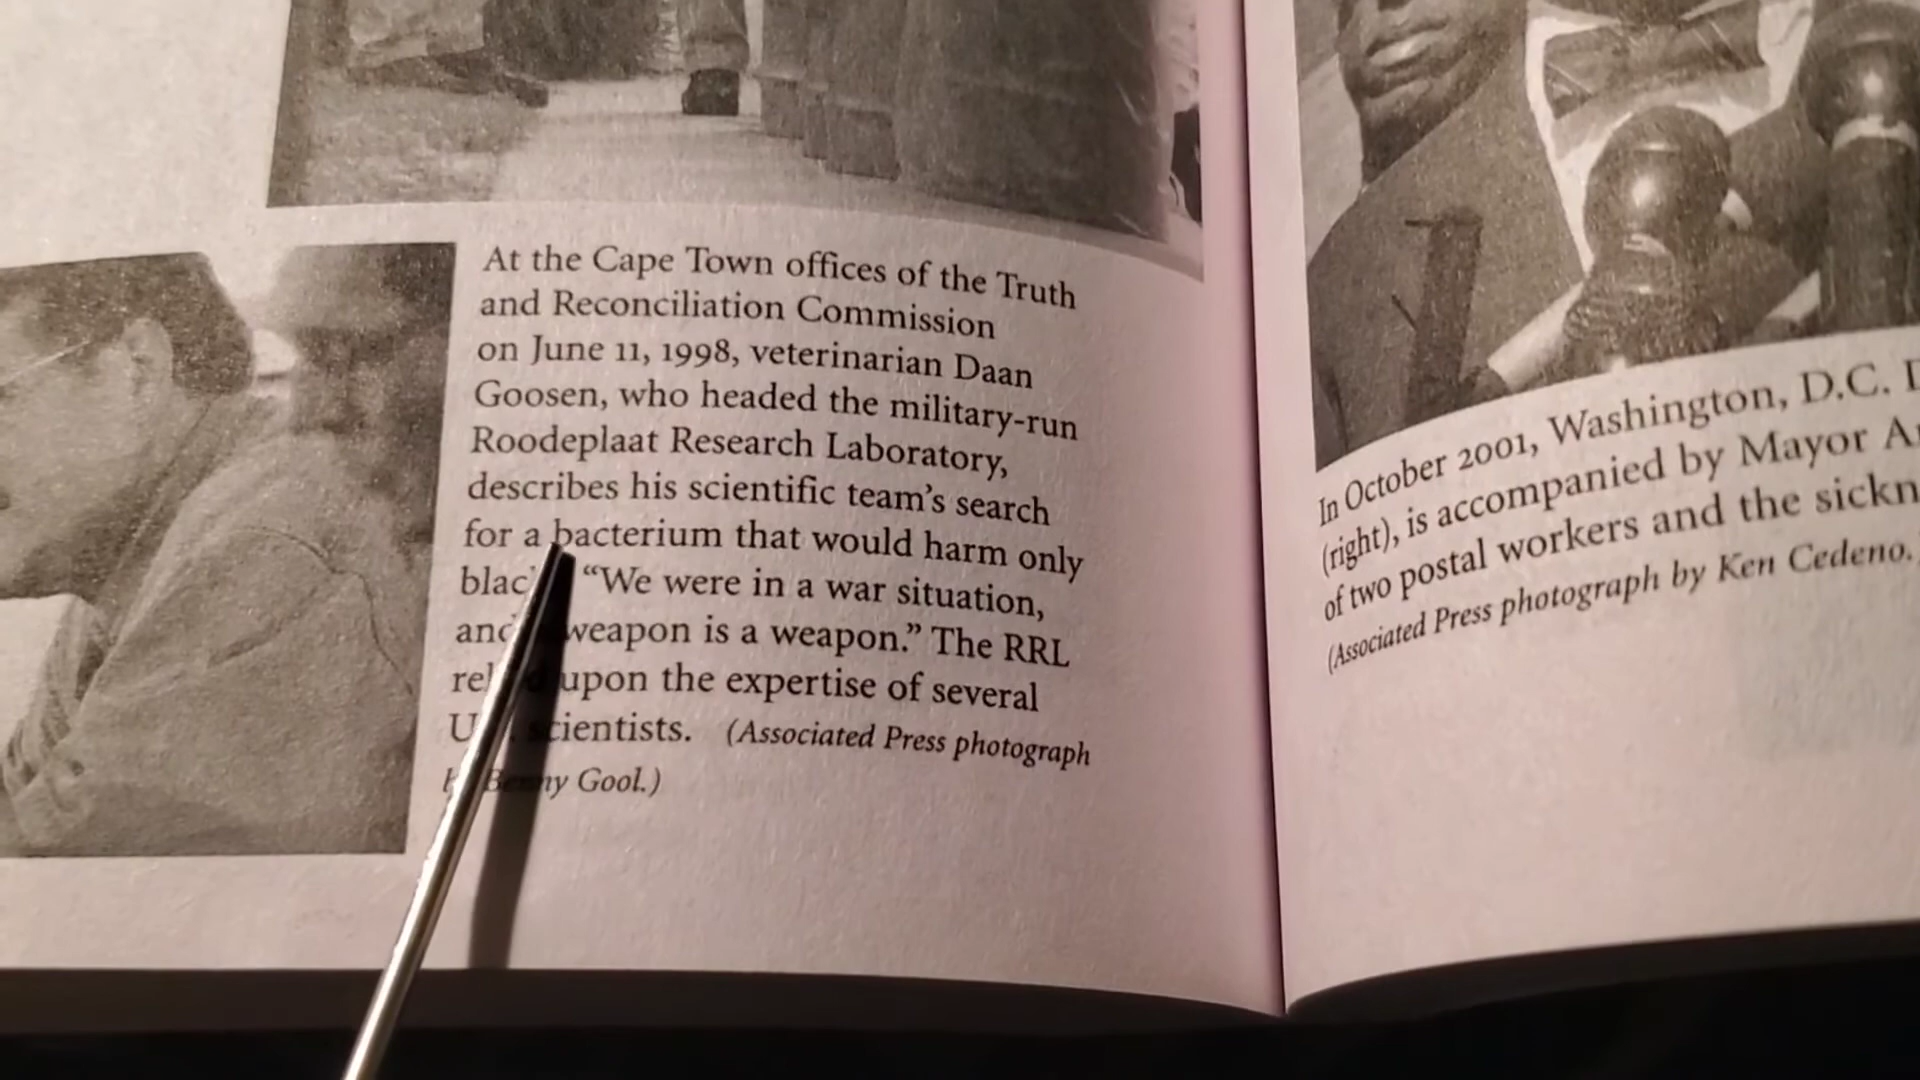 At the Cape Town offices of the Truth
and Reconciliation Commission
on June 11, 1998, veterinarian Daan
Goosen, who headed the military-run
Roodeplaat Research Laboratory,
describes his scientific team's search
for a bacterium that would harm only
“We were in a war situation,
weapon is a weapon.” The RRL
upon the expertise of several
scientists. (Associated Press photograph
Gool.)
In October 2001, Washington, D.C.
(right), is accompanied by Mayor
of two postal workers and the
(Associated Press photograph by Ken Cedeno.